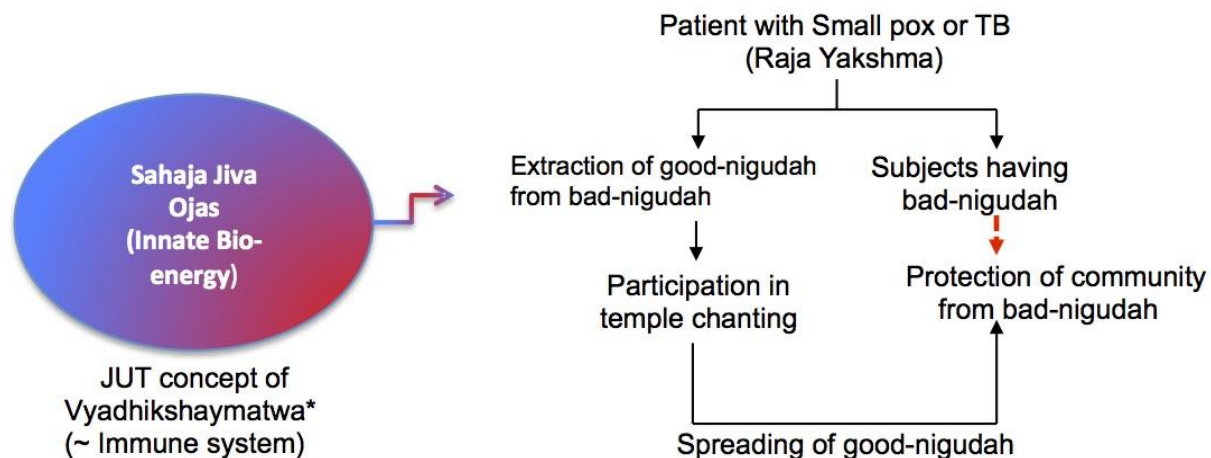 Sahaja Jiva
Ojas
(Innate Bio-
energy)
JUT concept of
Vyadhikshaymatwa*
(~ Immune system)
Patient with Small pox or TB
(Raja Yakshma)
Extraction of good-nigudah
from bad-nigudah
Subjects having
bad-nigudah
Participation in
temple chanting
Protection of community
from bad-nigudah
Spreading of good-nigudah